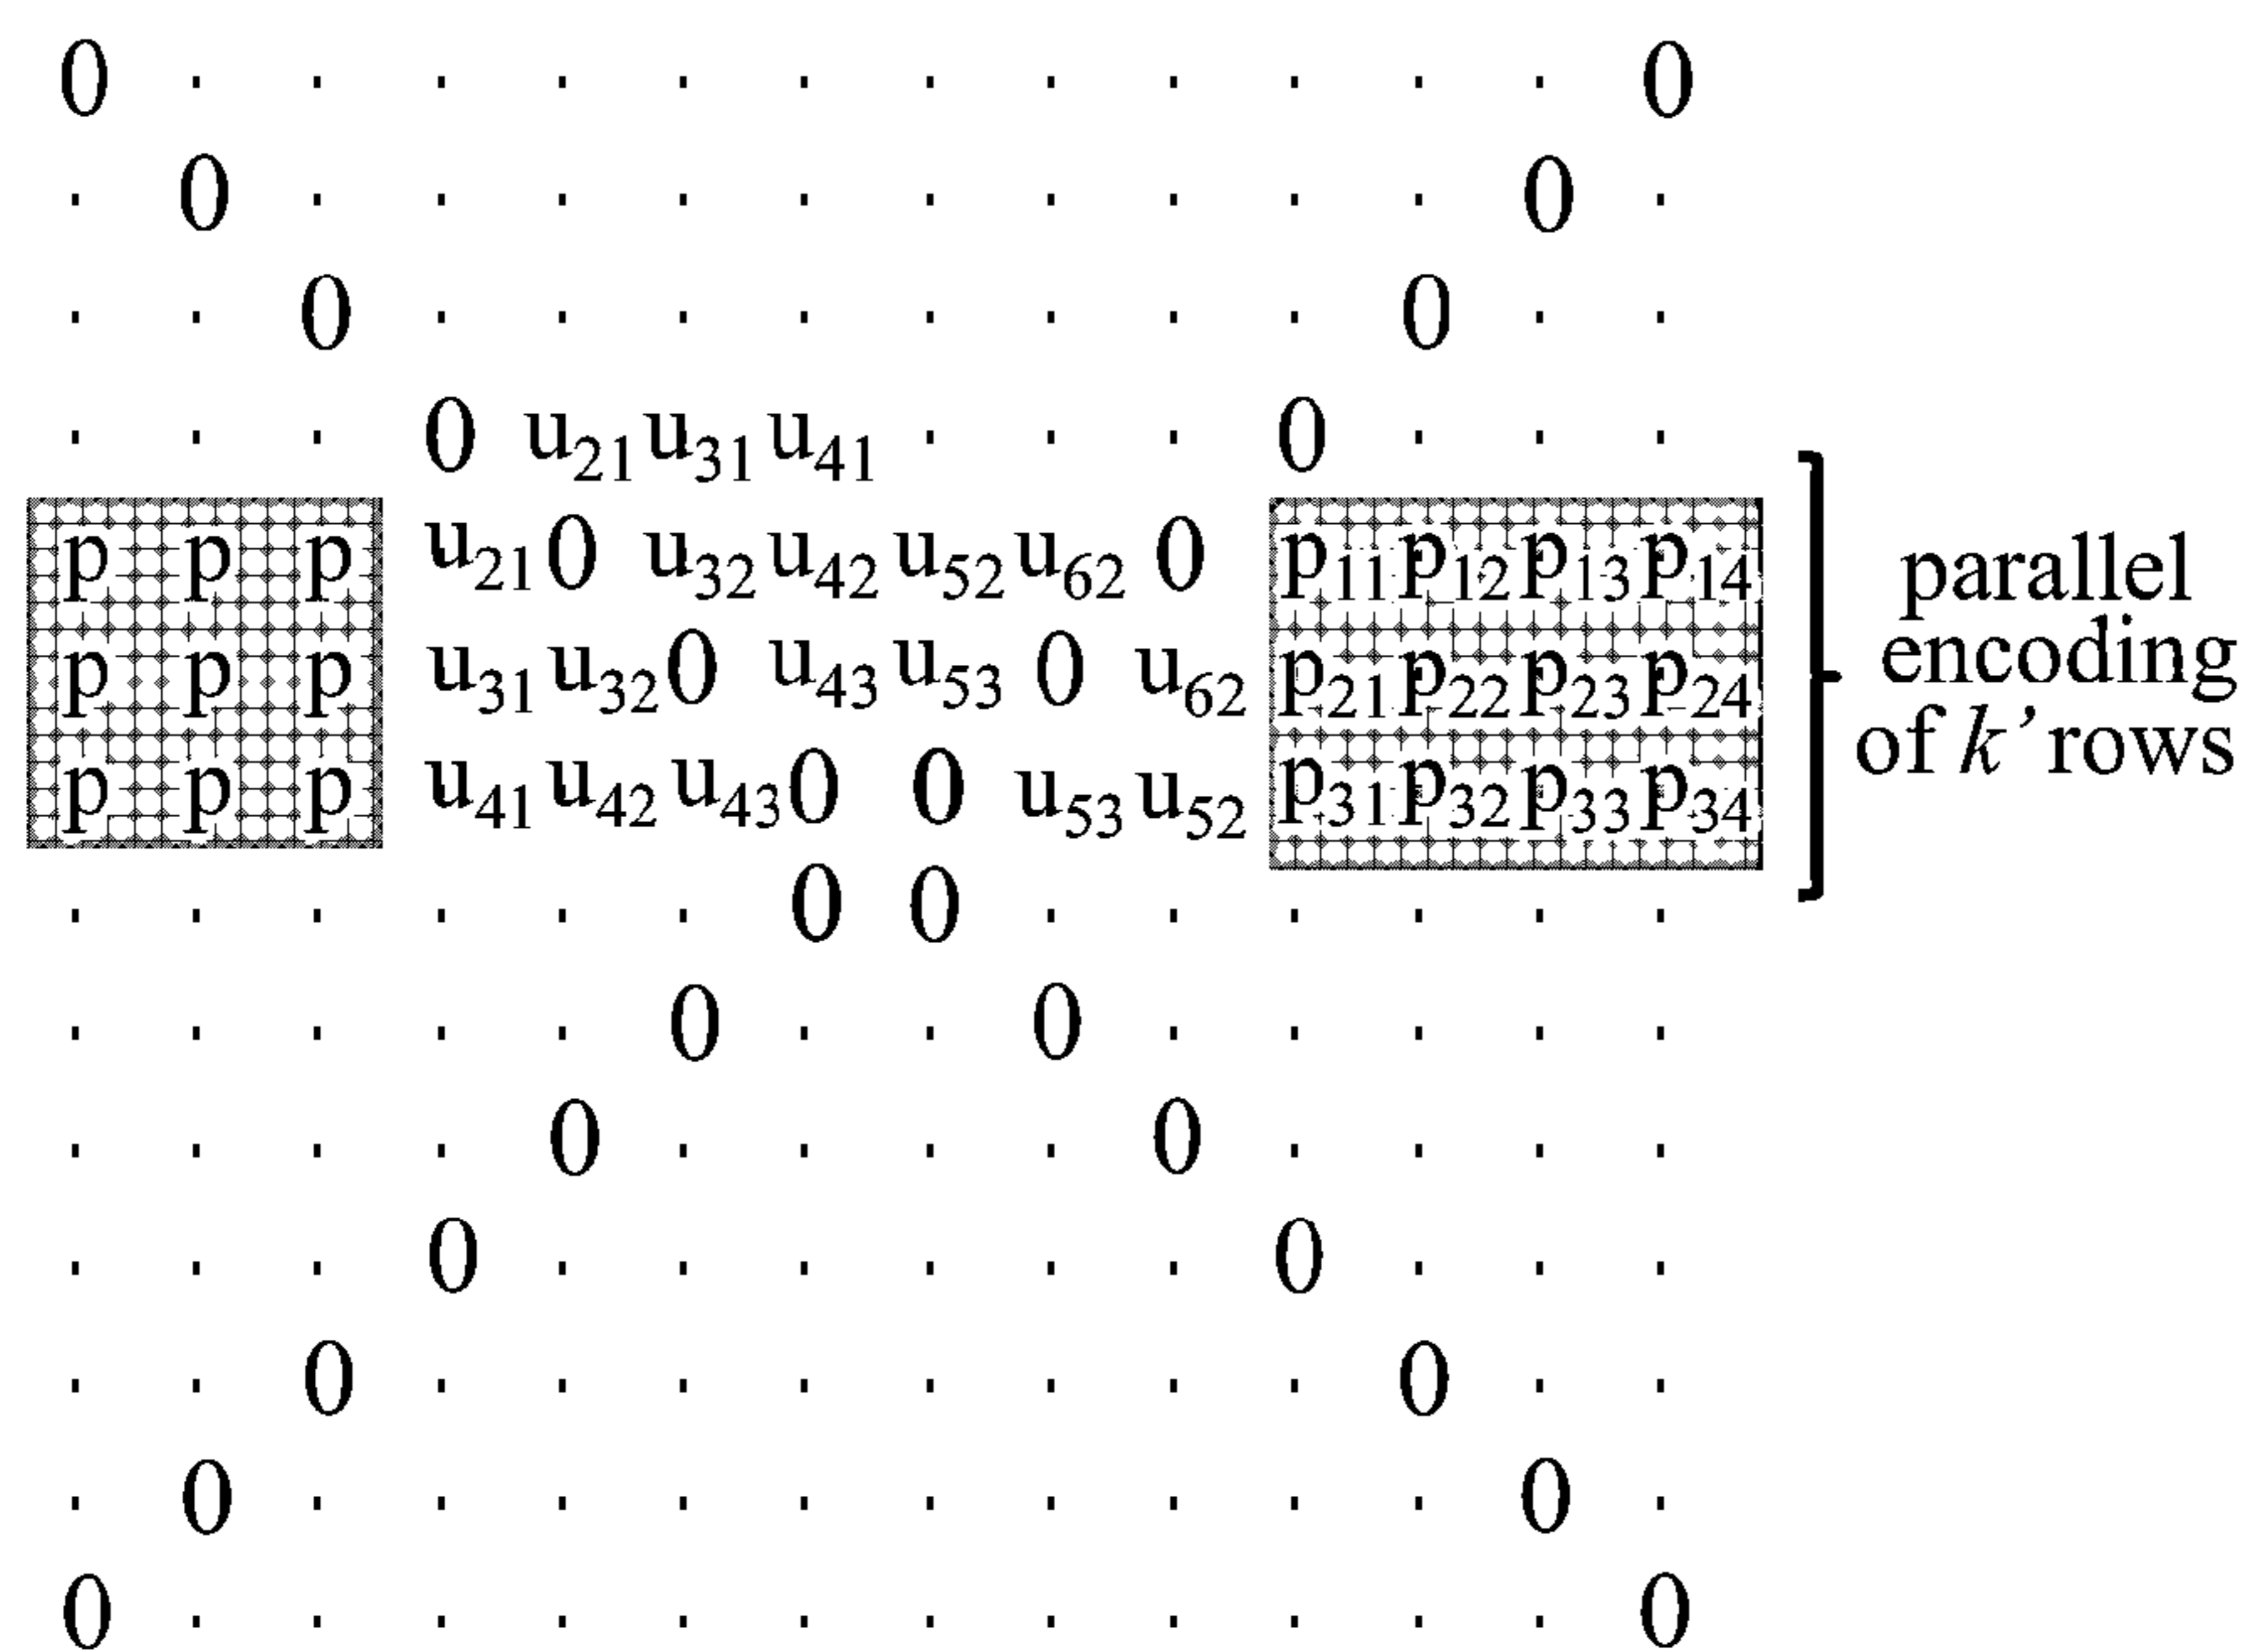 0 . . . . . . . . . . . . 0
. 0 . . . . . . . . . . 0 .
. . 0 . . . . . . . . 0 . .
. . . 0 u21 u31 u41 . . . 0 . . .
p p p u21 0 u32 u42 u52 u62 0 p11 p12 p13 p14
p p p u31 u32 0 u43 u53 0 u62 p21 p22 p23 p24
p p p u41 u42 u43 0 0 u53 u52 p31 p32 p33 p34
. . . . . . 0 0 . . . . . .
. . . . . 0 . . 0 . . . . .
. . . . 0 . . . . 0 . . . .
. . . 0 . . . . . . 0 . . .
. . 0 . . . . . . . . 0 . .
. 0 . . . . . . . . . . 0 .
0 . . . . . . . . . . . . 0
parallel
encoding
of k’ rows